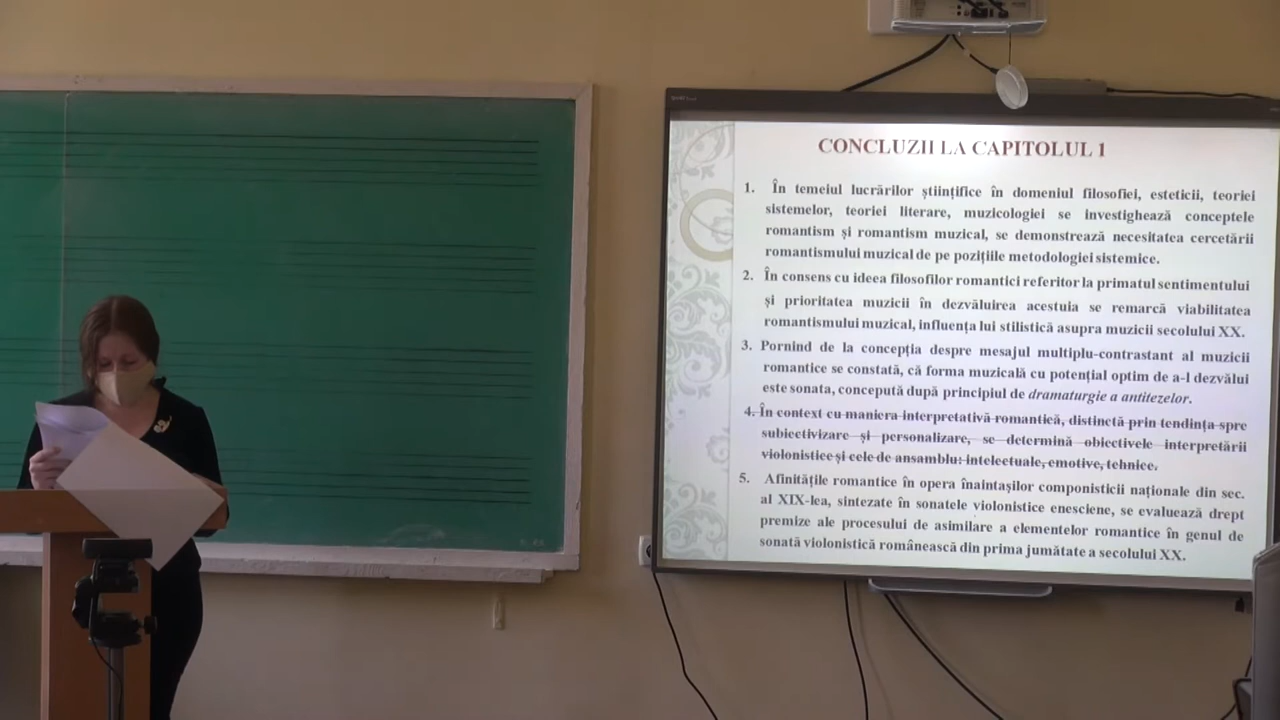 CONCLUZII LA CAPITOLUL 1
1. În temeiul lucrărilor științifice în domeniul filosofiei, esteticii, teoriei
sistemelor, teoriei literare, muzicologiei se investighează conceptele
romantism și romantism muzical, se demonstrează necesitatea cercetării
romantismului muzical de pe pozițiile metodologiei sistemice.
2. În consens cu ideea filosofilor romantici referitor la primatul sentimentului
și prioritatea muzicii în dezvăluirea acestuia se remarcă viabilitatea
romantismului muzical, influența lui stilistică asupra muzicii secolului XX.
3. Pornind de la concepția despre mesajul multiplu-contrastant al muzicii
romantice se constată, că forma muzicală cu potențial optim de a-l dezvălui
este sonata, concepută după principiul de dramaturgie a antitezelor.
4. În context cu maniera interpretativă romantică, distinctă prin tendința spre
subiectivizare și personalizare, se determină obiectivele interpretării
violonistice și cele de ansamblu: intelectuale, emotive, tehnice.
5. Afinitățile romantice în opera înaintașilor componisticii naționale din sec.
al XIX-lea, sintezate în sonatele violonistice enesciene, se evaluează drept
premize ale procesului de asimilare a elementelor romantice în genul de
sonată violonistică românească din prima jumătate a secolului XX.